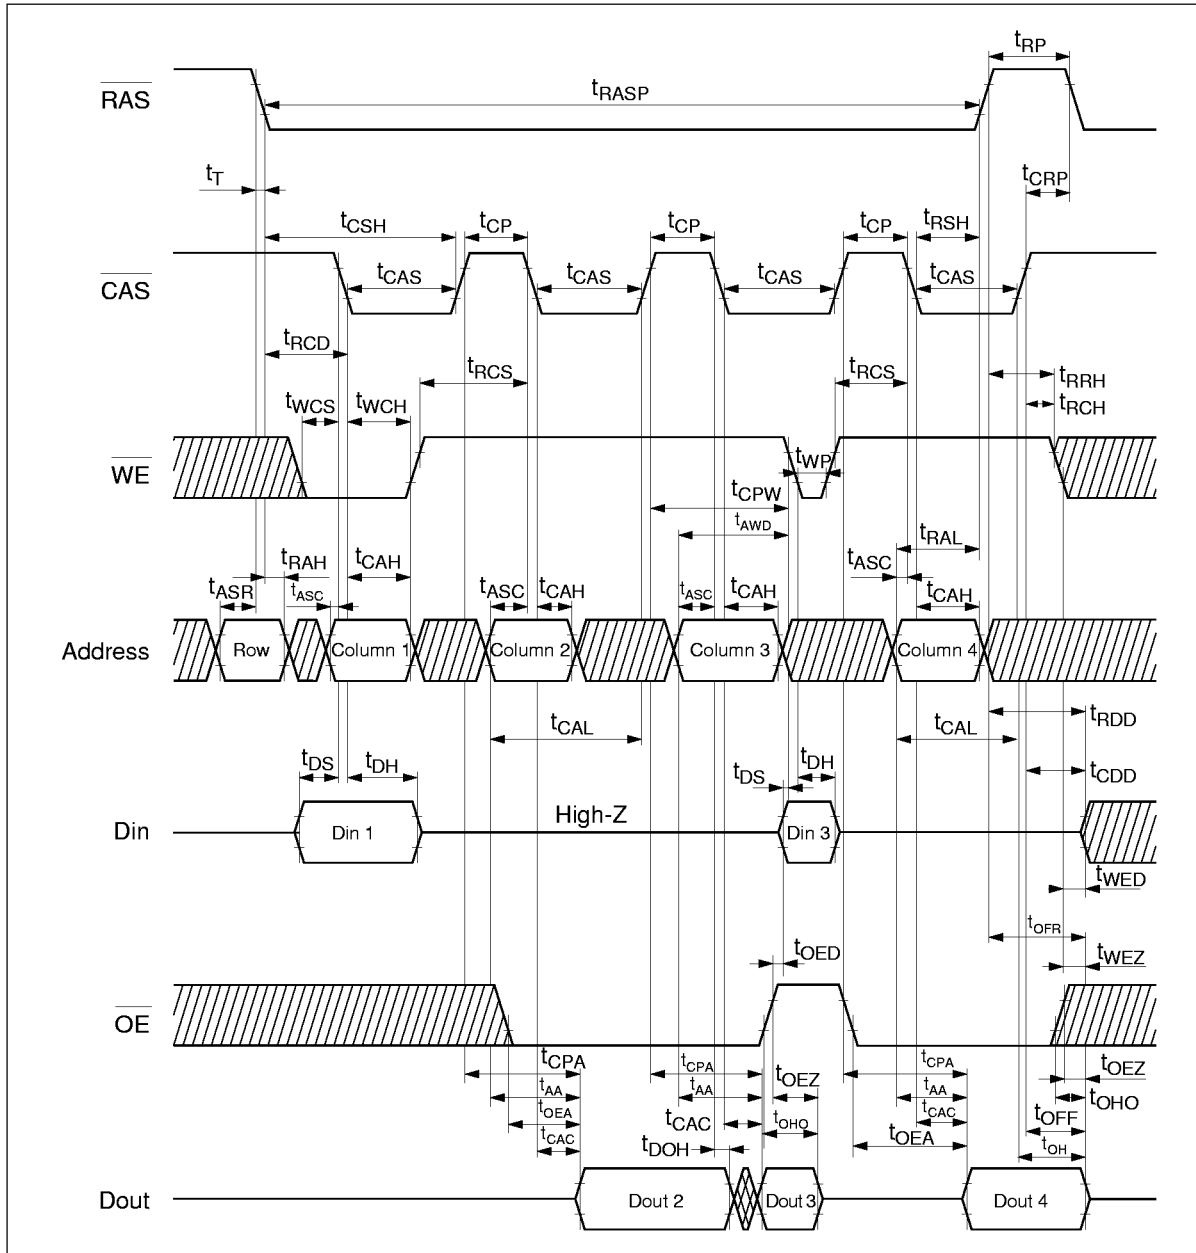 tRP
RAS
tRASP
tT
tCRP
tCSH tCP tCP tCP tRSH
CAS
tCAS tCAS tCAS tCAS
tRCD
tRCS tRCS tRRH
tWCS tWCH tRCH
WE
tWP
tCPW
tAWD tRAL
tRAH tCAH tASC
tASR tASC tASC tCAH tASC tCAH tCAH
Address Row Column 1 Column 2 Column 3 Column 4
tRDD
tCAL tCAL
tDS tDH tDS tDH tCDD
High-Z
Din Din 1 Din 3
tWED
tOFR
tOED tWEZ
OE
tCPA tCPA tCPA
tOEZ tOEZ
tAA tAA tAA
tOHO
tOEA tCAC tOHO tCAC tOFF
tCAC tDOH tOEA tOH
Dout Dout 2 Dout 3 Dout 4